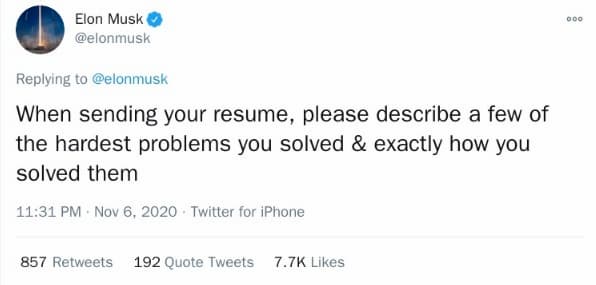 Elon Musk
@elonmusk
Replying to @elonmusk
When sending your resume, please describe a few of
the hardest problems you solved & exactly how you
solved them
11:31 PM · Nov 6, 2020 · Twitter for iPhone
857 Retweets 192 Quote Tweets 7.7K Likes